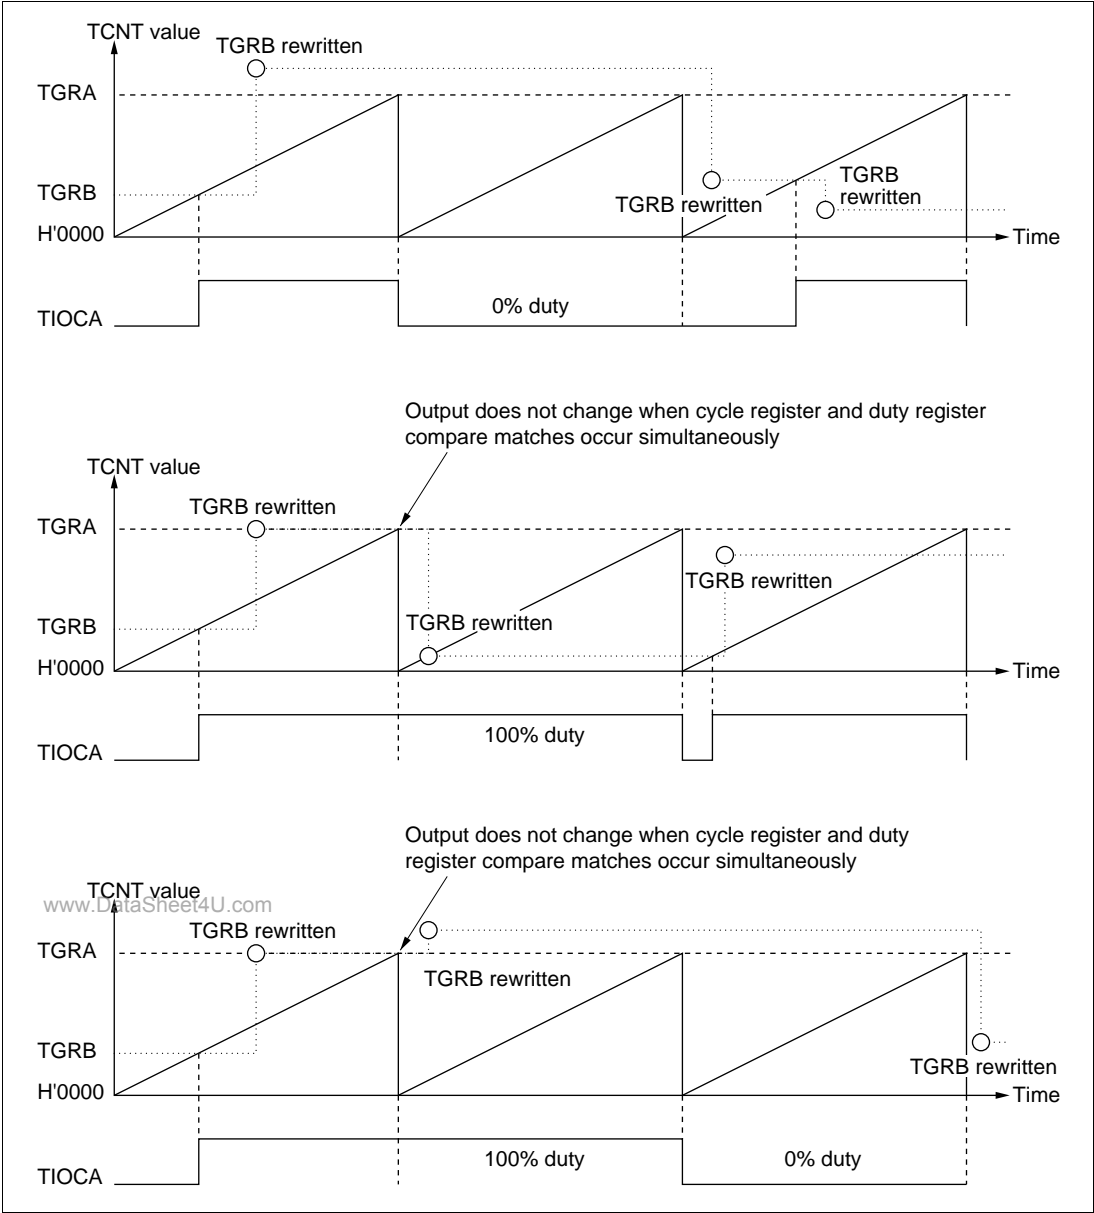 TCNT value
TGRB rewritten
TGRA
TGRB
TGRB
rewritten
TGRB rewritten
H'0000
Time
0% duty
TIOCA
Output does not change when cycle register and duty register
compare matches occur simultaneously
TCNT value
TGRB rewritten
TGRA
TGRB rewritten
TGRB rewritten
TGRB
H'0000
Time
100% duty
TIOCA
Output does not change when cycle register and duty
register compare matches occur simultaneously
TCNT value
www.DataSheet4U.com
TGRB rewritten
TGRA
TGRB rewritten
TGRB
TGRB rewritten
H'0000
Time
100% duty
0% duty
TIOCA